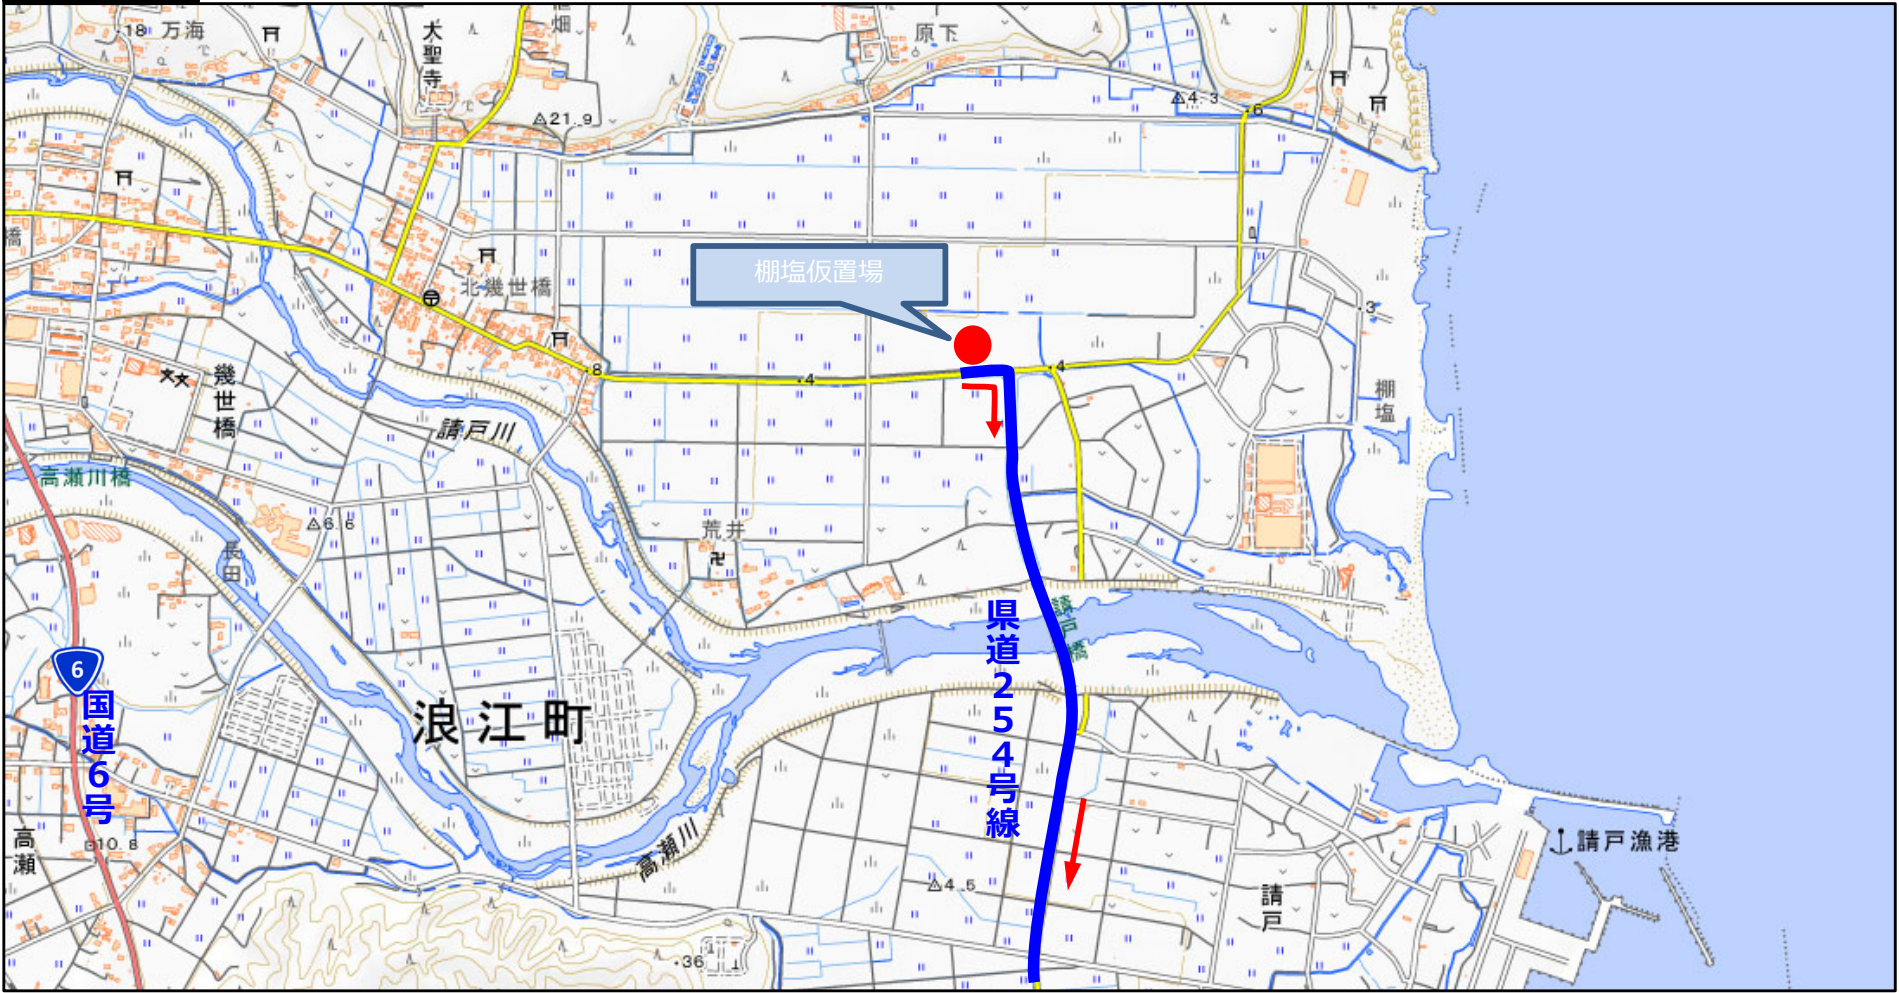 18
万海
大聖寺
畑
原下
21.9
4.3
6
橋
棚塩仮置場
北幾世橋
3
8
4
4
幾世橋
棚塩
請戸川
高瀬川橋
6.6
荒井
長田
県道254号線
請戸橋
6
国道6号
浪江町
高瀬
10.8
高瀬川
4.5
請戸漁港
請戸
36